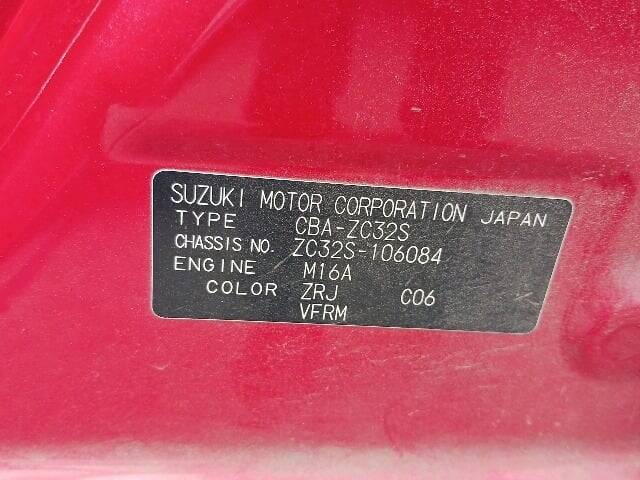 SUZUKI MOTOR CORPORATION JAPAN
TYPE CBA-ZC32S
CHASSIS NO. ZC32S-106084
ENGINE M16A
COLOR ZRJ C06
VFRM